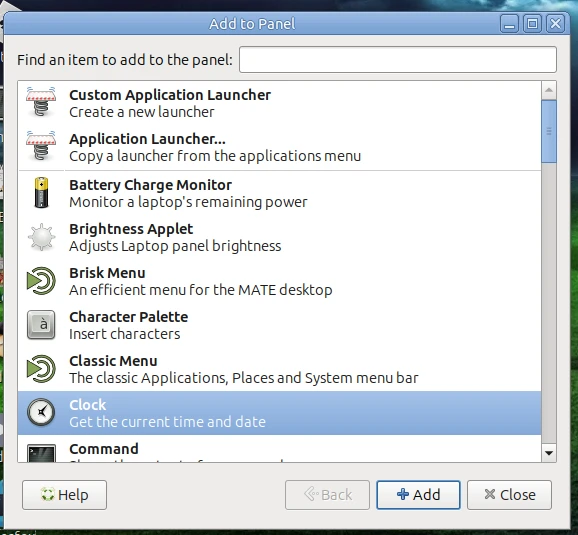 Add to Panel
Find an item to add to the panel:
Custom Application Launcher
Create a new launcher
Application Launcher...
Copy a launcher from the applications menu
Battery Charge Monitor
Monitor a laptop's remaining power
Brightness Applet
Adjusts Laptop panel brightness
Brisk Menu
An efficient menu for the MATE desktop
Character Palette
Insert characters
à
Classic Menu
The classic Applications, Places and System menu bar
Clock
Get the current time and date
Command
Help
Back
Add
Close